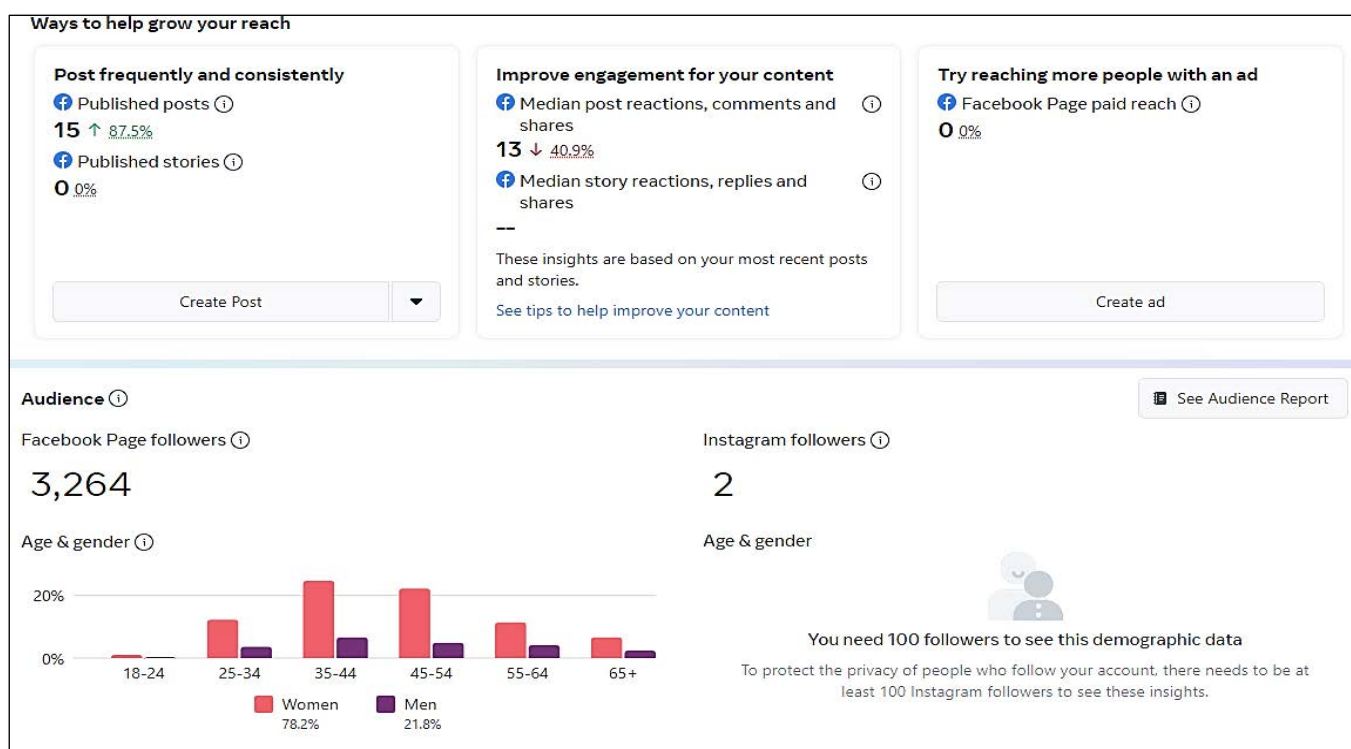 Ways to help grow your reach
Post frequently and consistently
Published posts
15 ↑ 87.5%
Published stories
0 0%
Create Post
Improve engagement for your content
Median post reactions, comments and
shares
13 ↓ 40.9%
Median story reactions, replies and
shares
--
These insights are based on your most recent posts
and stories.
See tips to help improve your content
Try reaching more people with an ad
Facebook Page paid reach
0 0%
Create ad
Audience
See Audience Report
Facebook Page followers
3,264
Age & gender
20%
0%
18-24 25-34 35-44 45-54 55-64 65+
Women Men
78.2% 21.8%
Instagram followers
2
Age & gender
You need 100 followers to see this demographic data
To protect the privacy of people who follow your account, there needs to be at
least 100 Instagram followers to see these insights.